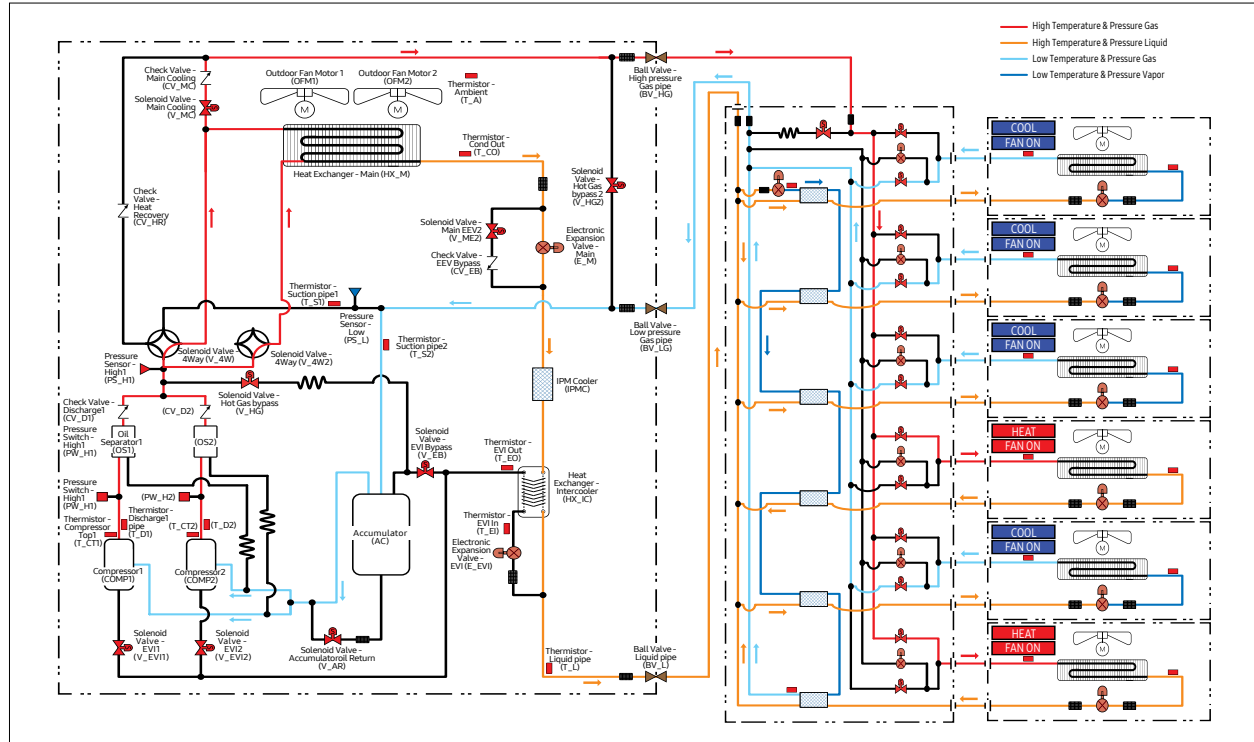 High Temperature & Pressure Gas
High Temperature & Pressure Liquid
Low Temperature & Pressure Gas
Low Temperature & Pressure Vapor
Check Valve -
Main Cooling
(CV_MC)
Solenoid Valve -
Main Cooling
(V_MC)
Outdoor Fan Motor 1
(OFM1)
Outdoor Fan Motor 2
(OFM2)
M
M
Thermistor -
Ambient
(T_A)
Ball Valve -
High pressure
Gas pipe
(BV_HG)
Thermistor -
Cond Out
(T_CO)
Heat Exchanger - Main (HX_M)
Check
Valve -
Heat
Recovery
(CV_HR)
Solenoid
Valve -
Hot Gas
bypass 2
(V_HG2)
Solenoid Valve -
Main EEV2
(V_ME2)
Check Valve -
EEV Bypass
(CV_EB)
Electronic
Expansion
Valve -
Main
(E_M)
Thermistor -
Suction pipe1
(T_S1)
Pressure
Sensor -
Low
(PS_L)
Thermistor -
Suction pipe2
(T_S2)
Ball Valve -
Low pressure
Gas pipe
(BV_LG)
Solenoid Valve -
4Way (V_4W)
Solenoid Valve -
4Way (V_4W2)
Pressure
Sensor -
High1
(PS_H1)
Solenoid Valve -
Hot Gas bypass
(V_HG)
IPM Cooler
(IPMC)
Check Valve -
Discharge1
(CV_D1)
(CV_D2)
Pressure
Switch -
High1
(PW_H1)
Oil
Separator1
(OS1)
(OS2)
Solenoid
Valve -
EVI Bypass
(V_EB)
Thermistor -
EVI Out
(T_EO)
Heat
Exchanger -
Intercooler
(HX_IC)
Pressure
Switch -
High1
(PW_H1)
(PW_H2)
Thermistor -
Compressor
Top1
(T_CT1)
Thermistor -
Discharge1
pipe
(T_D1)
(T_CT2)
(T_D2)
Accumulator
(AC)
Thermistor -
EVI In
(T_EI)
Electronic
Expansion
Valve -
EVI (E_EVI)
Compressor1
(COMP1)
Compressor2
(COMP2)
Solenoid
Valve -
EVI1
(V_EVI1)
Solenoid
Valve -
EVI2
(V_EVI2)
Solenoid
Valve -
Accumulatoroil Return
(V_AR)
Thermistor -
Liquid pipe
(T_L)
Ball Valve -
Liquid pipe
(BV_L)
COOL
FAN ON
M
COOL
FAN ON
M
COOL
FAN ON
M
HEAT
FAN ON
M
COOL
FAN ON
M
HEAT
FAN ON
M